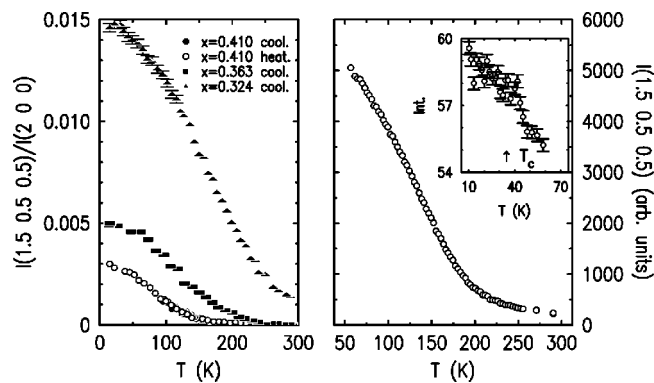 I(1.5 0.5 0.5)/I(2 0 0)
0.015
0.010
0.005
0
x=0.410 cool.
x=0.410 heat.
x=0.363 cool.
x=0.324 cool.
0 100 200 300
T (K)
60
57
54
Int.
↑ Tc
10 40 70
T (K)
6000
5000
4000
3000
2000
1000
0
50 100 150 200 250 300
T (K)
I(1.5 0.5 0.5) (arb. units)